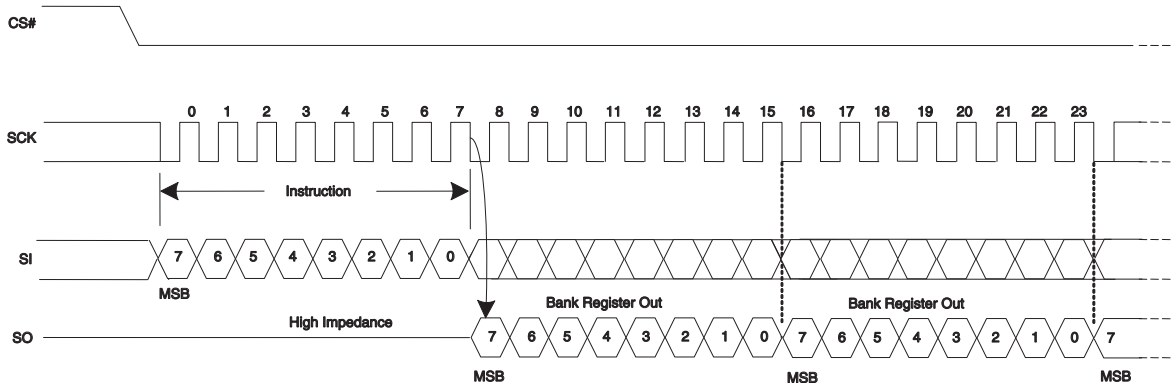 CS#
0 1 2 3 4 5 6 7 8 9 10 11 12 13 14 15 16 17 18 19 20 21 22 23
SCK
Instruction
SI 7 6 5 4 3 2 1 0
MSB
Bank Register Out Bank Register Out
High Impedance
SO 7 6 5 4 3 2 1 0 7 6 5 4 3 2 1 0 7
MSB MSB MSB